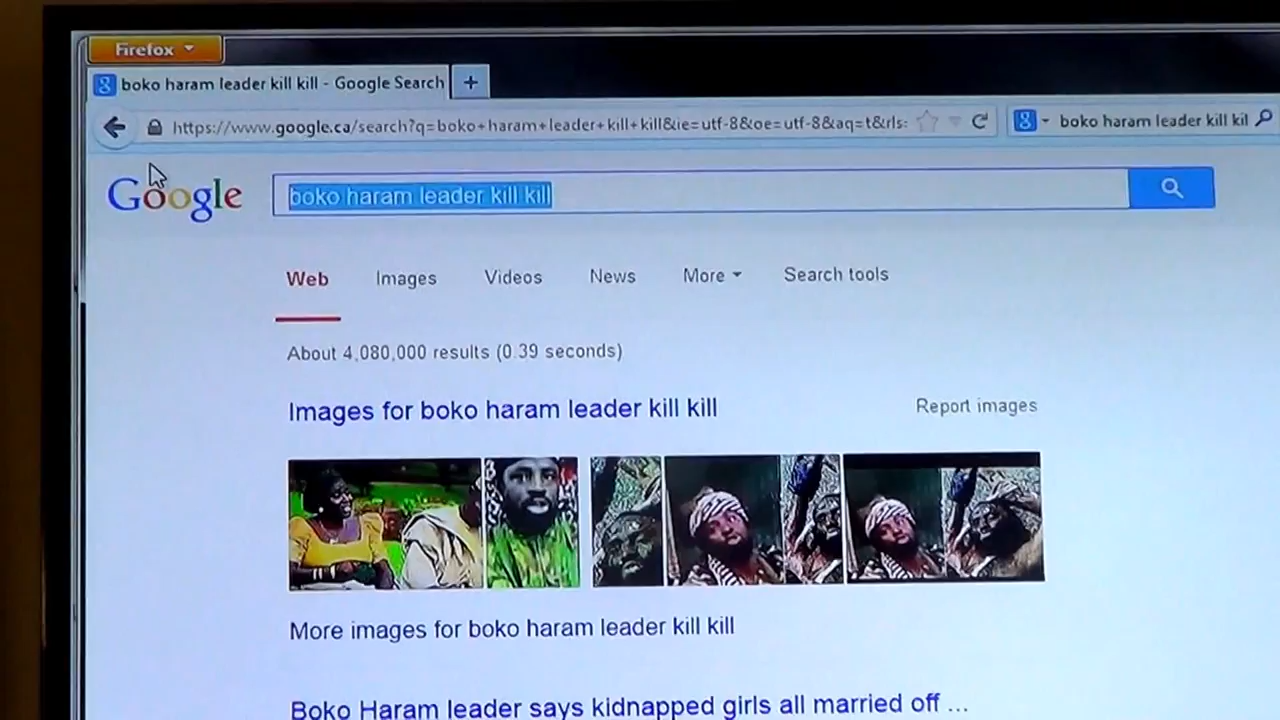 Firefox
boko haram leader kill kill - Google Search
+
https://www.google.ca/search?q=boko+haram+leader+kill+kill&ie=utf-8&oe=utf-8&aq=t&rls:
boko haram leader kill kil
Google
boko haram leader kill kill
Web Images Videos News More Search tools
About 4,080,000 results (0.39 seconds)
Images for boko haram leader kill kill
Report images
More images for boko haram leader kill kill
Boko Haram leader says kidnapped girls all married off ...